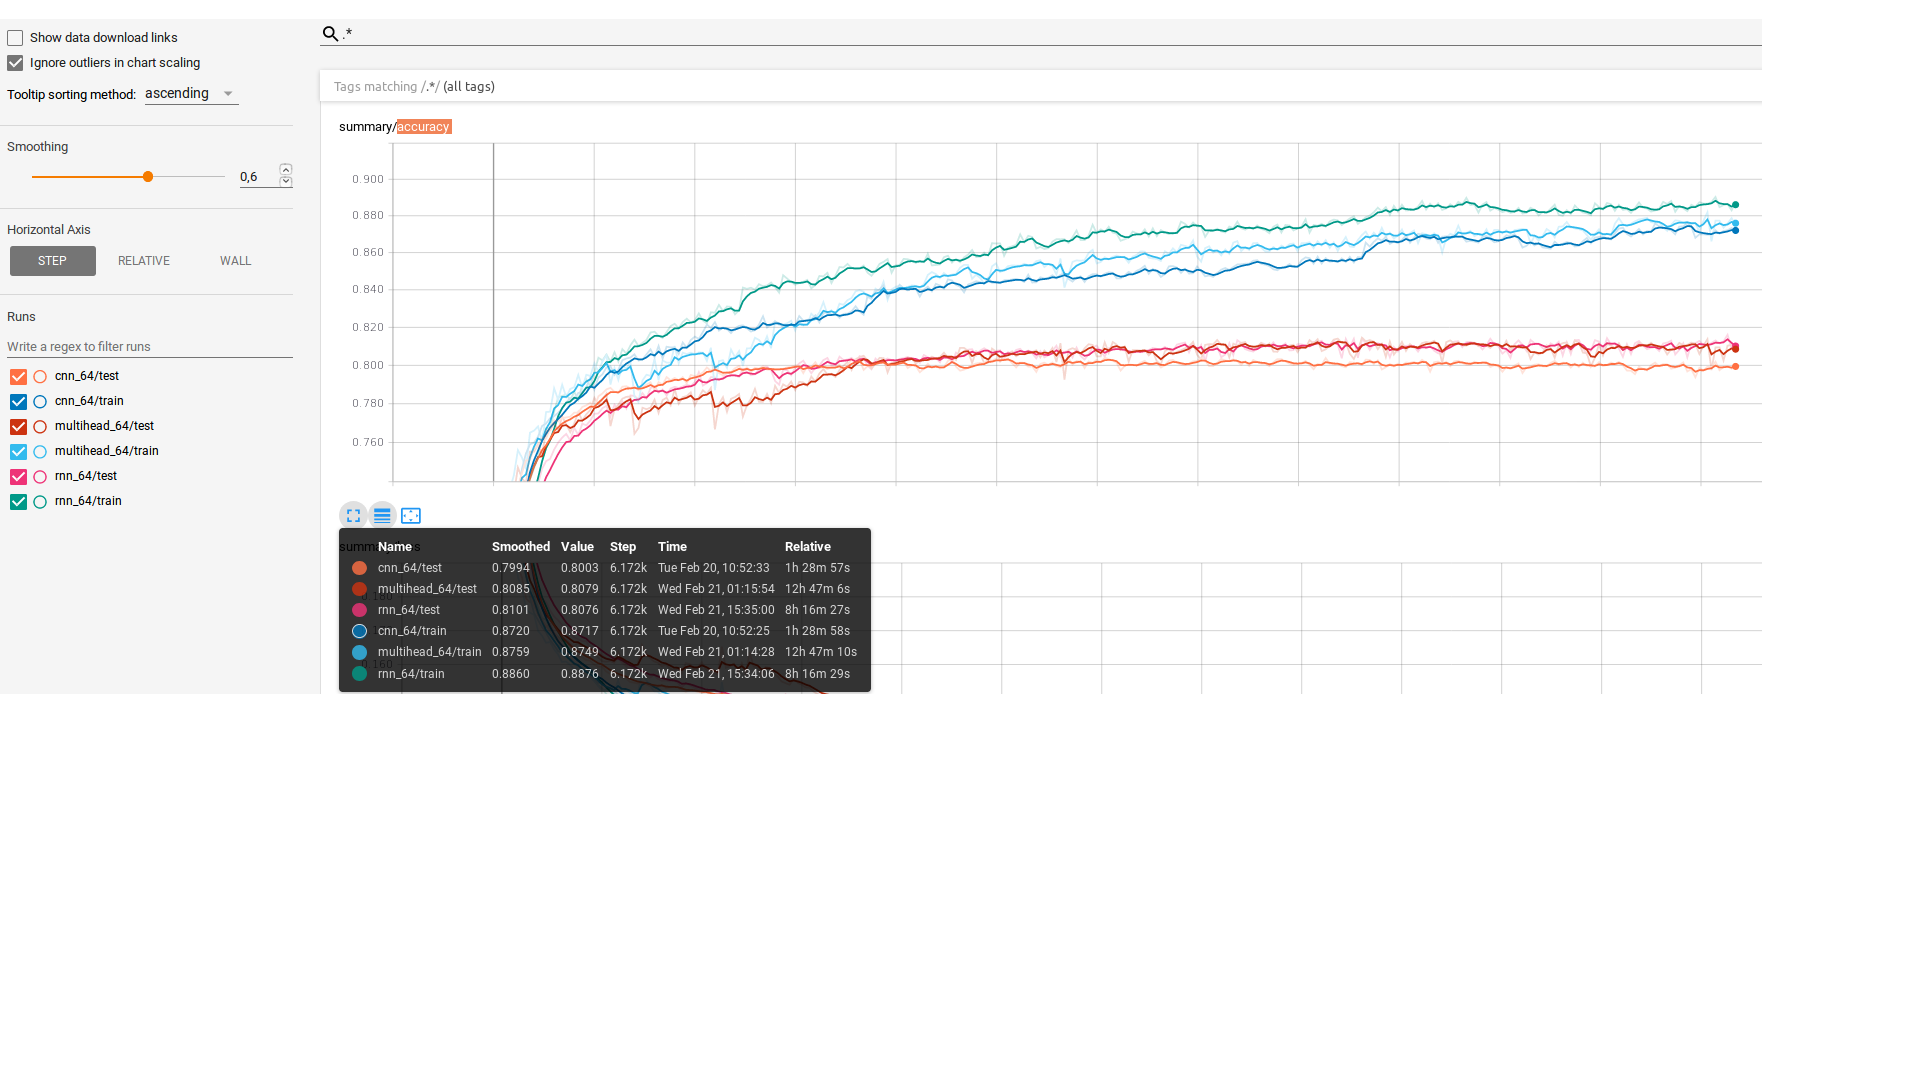 Show data download links
Ignore outliers in chart scaling
Tooltip sorting method: ascending
Smoothing
0,6
Horizontal Axis
STEP RELATIVE WALL
Runs
Write a regex to filter runs
cnn_64/test
cnn_64/train
multihead_64/test
multihead_64/train
rnn_64/test
rnn_64/train
.*
Tags matching /.*/ (all tags)
summary/accuracy
0.900
0.880
0.860
0.840
0.820
0.800
0.780
0.760
Name Smoothed Value Step Time Relative
cnn_64/test 0.7994 0.8003 6.172k Tue Feb 20, 10:52:33 1h 28m 57s
multihead_64/test 0.8085 0.8079 6.172k Wed Feb 21, 01:15:54 12h 47m 6s
rnn_64/test 0.8101 0.8076 6.172k Wed Feb 21, 15:35:00 8h 16m 27s
cnn_64/train 0.8720 0.8717 6.172k Tue Feb 20, 10:52:25 1h 28m 58s
multihead_64/train 0.8759 0.8749 6.172k Wed Feb 21, 01:14:28 12h 47m 10s
rnn_64/train 0.8860 0.8876 6.172k Wed Feb 21, 15:34:06 8h 16m 29s